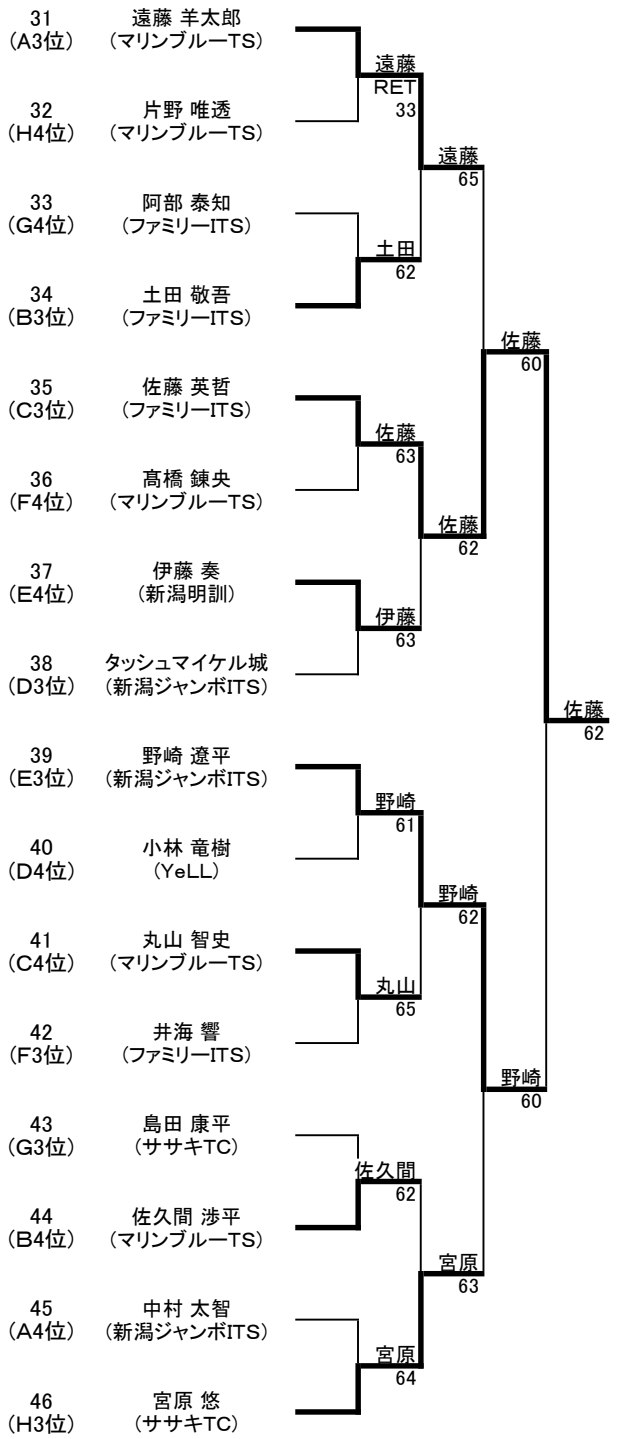 31 遠藤 羊太郎
(A3位) (マリンブルーTS)
遠藤
RET
33
32 片野 唯透
(H4位) (マリンブルーTS)
遠藤
65
33 阿部 泰知
(G4位) (ファミリーITS)
土田
62
34 土田 敬吾
(B3位) (ファミリーITS)
佐藤
60
35 佐藤 英哲
(C3位) (ファミリーITS)
佐藤
63
36 髙橋 錬央
(F4位) (マリンブルーTS)
佐藤
62
37 伊藤 奏
(E4位) (新潟明訓)
伊藤
63
38 タッシュマイケル城
(D3位) (新潟ジャンボITS)
佐藤
62
39 野崎 遼平
(E3位) (新潟ジャンボITS)
野崎
61
40 小林 竜樹
(D4位) (YeLL)
野崎
62
41 丸山 智史
(C4位) (マリンブルーTS)
丸山
65
42 井海 響
(F3位) (ファミリーITS)
野崎
60
43 島田 康平
(G3位) (ササキTC)
佐久間
62
44 佐久間 渉平
(B4位) (マリンブルーTS)
宮原
63
45 中村 太智
(A4位) (新潟ジャンボITS)
宮原
64
46 宮原 悠
(H3位) (ササキTC)